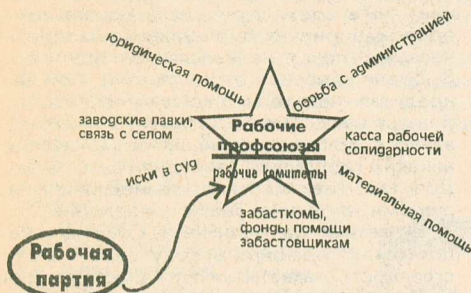 юридическая помощь
борьба с администрацией
заводские лавки,
связь с селом
Рабочие
профсоюзы
касса рабочей
солидарности
иски в суд
рабочие комитеты
материальная помощь
забасткомы,
фонды помощи
забастовщикам
Рабочая
партия